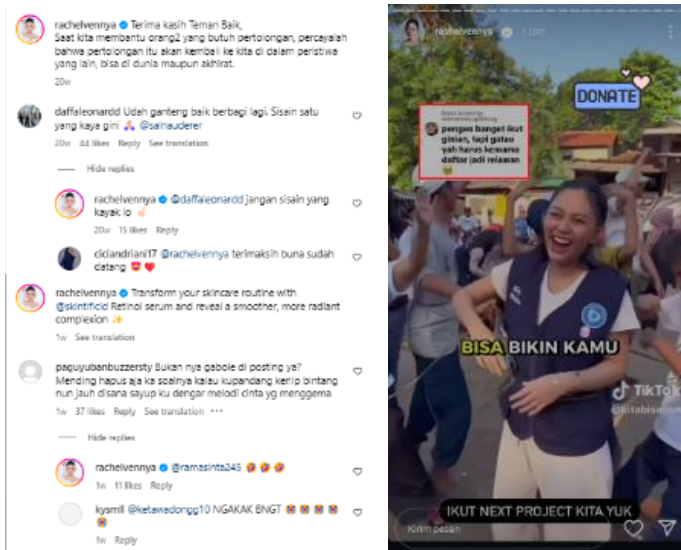 rachelvennya Terima kasih Teman Baik,
Saat kita membantu orang2 yang butuh pertolongan, percayalah
bahwa pertolongan itu akan kembali ke kita di dalam peristiwa
yang lain, bisa di dunia maupun akhirat.
20w
daffaleonardd Udah ganteng baik berbagi lagi. Sisain satu
yang kaya gini 🙏 @sainauderer
20w 44 likes Reply See translation
Hide replies
rachelvennya @daffaleonardd jangan sisain yang
kayak lo ☝🏻
20w 15 likes Reply
ciciandriani17 @rachelvennya terimaksih buna sudah
datang 😍❤️
rachelvennya Transform your skincare routine with
@skintificid Retinol serum and reveal a smoother, more radiant
complexion ✨
1w See translation
paguyubanbuzzersty Bukan nya gabole di posting ya?
Mending hapus aja ka soalnya kalau kupandang kerlip bintang
nun jauh disana sayup ku dengar melodi cinta yg menggema
1w 37 likes Reply See translation •••
Hide replies
rachelvennya @ramasinta245 🤣🤣🤣
1w 11 likes Reply
kysmll @ketawadongg10 NGAKAK BNGT 😭😭😭😭
😭
1w Reply
rachelvennya 1 jam
DONATE
pengen banget ikut
ginian, tapi gatau
yah harus kemana
daftar jadi relawan
BISA BIKIN KAMU
TikTok
IKUT NEXT PROJECT KITA YUK
Kirim pesan